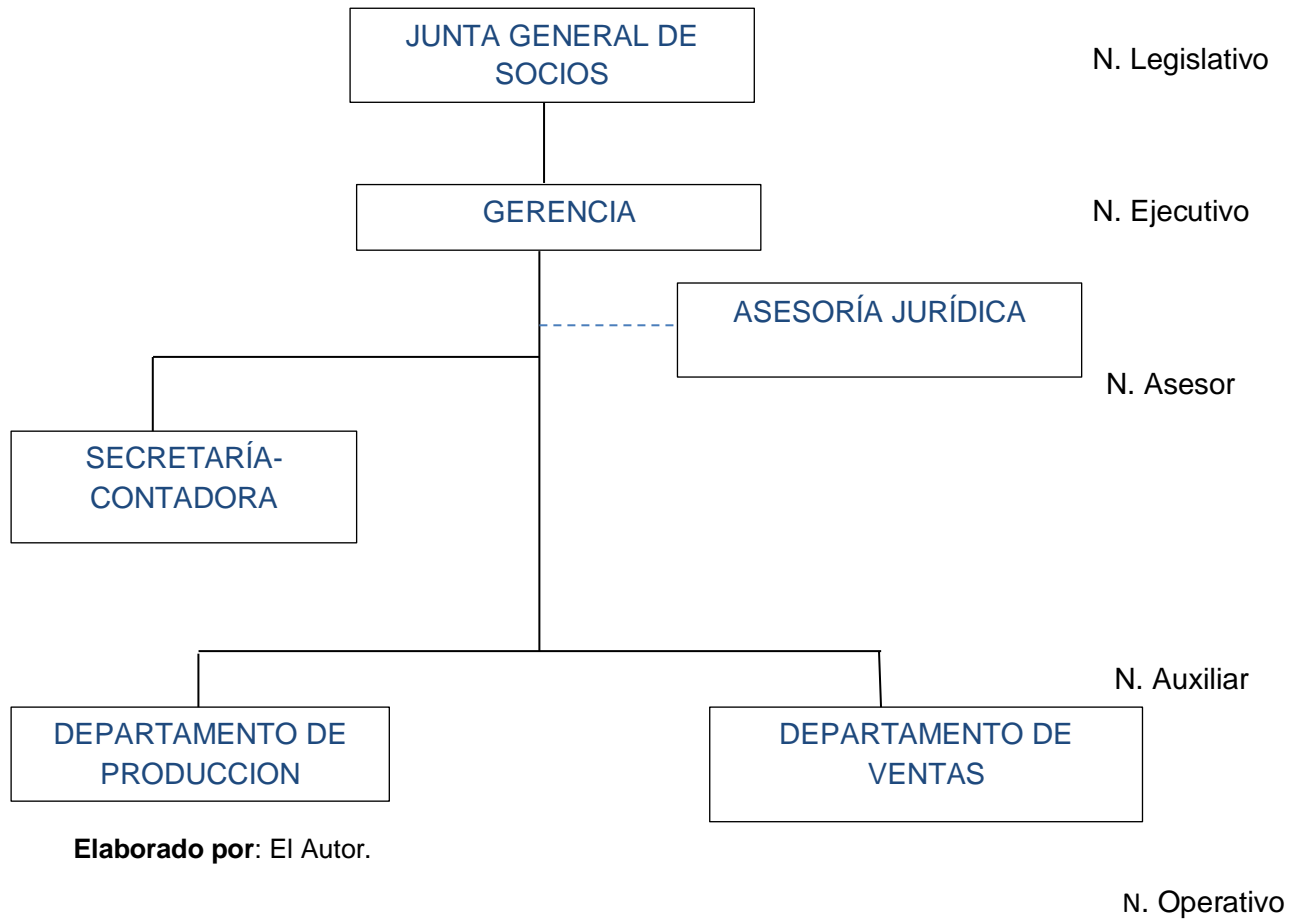 JUNTA GENERAL DE
SOCIOS
N. Legislativo
GERENCIA
N. Ejecutivo
ASESORÍA JURÍDICA
N. Asesor
SECRETARÍA-
CONTADORA
N. Auxiliar
DEPARTAMENTO DE
PRODUCCION
DEPARTAMENTO DE
VENTAS
Elaborado por: El Autor.
N. Operativo